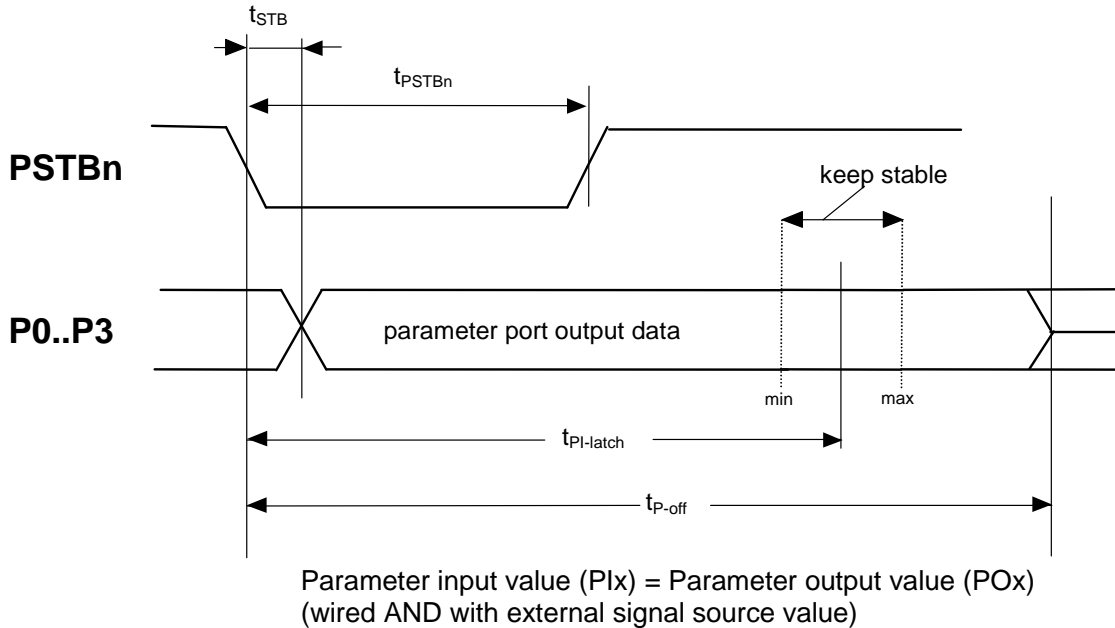 tSTB
tPSTBn
PSTBn
keep stable
P0..P3
parameter port output data
min
max
tPI-latch
tP-off
Parameter input value (PIx) = Parameter output value (POx)
(wired AND with external signal source value)